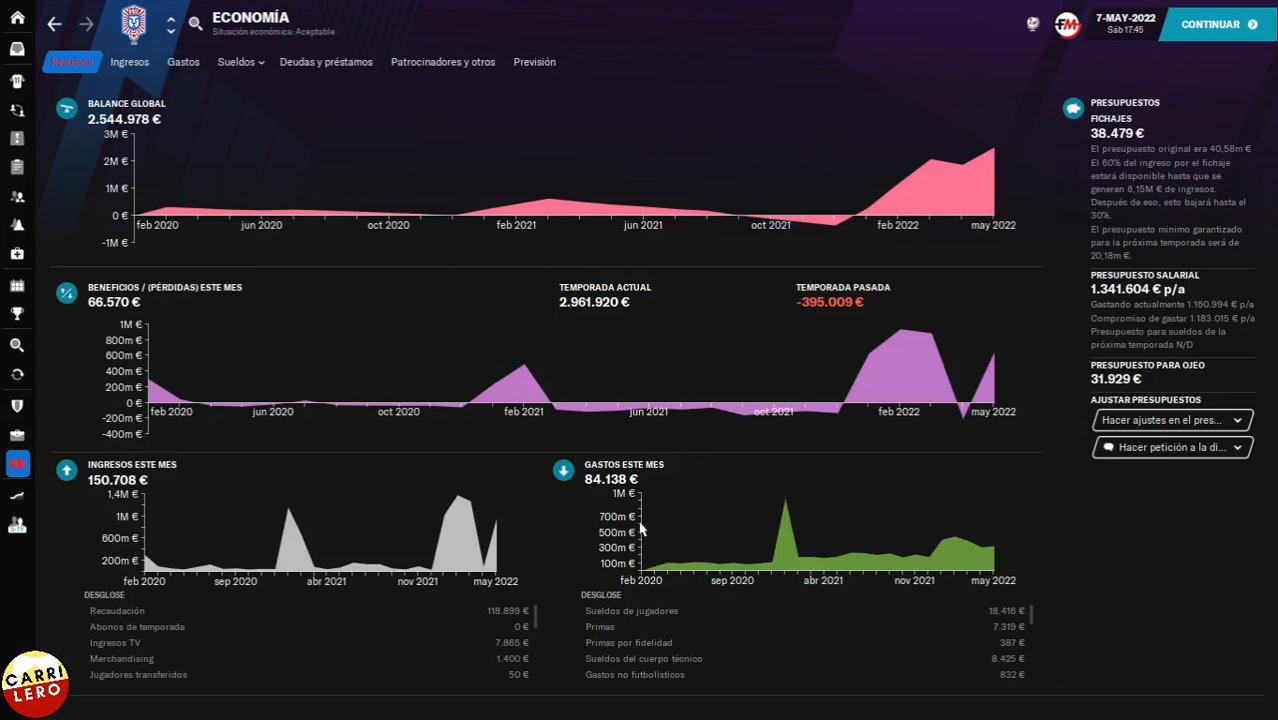 ECONOMÍA
Situación económica: Aceptable
FM
7-MAY-2022
Sáb 17:45
CONTINUAR
Resumen
Ingresos
Gastos
Sueldos
Deudas y préstamos
Patrocinadores y otros
Previsión
BALANCE GLOBAL
2.544.978 €
3M €
2M €
1M €
0 €
-1M €
feb 2020
jun 2020
oct 2020
feb 2021
jun 2021
oct 2021
feb 2022
may 2022
BENEFICIOS / (PÉRDIDAS) ESTE MES
66.570 €
TEMPORADA ACTUAL
2.961.920 €
TEMPORADA PASADA
-395.009 €
1M €
800m €
600m €
400m €
200m €
0 €
-200m €
-400m €
feb 2020
jun 2020
oct 2020
feb 2021
jun 2021
oct 2021
feb 2022
may 2022
INGRESOS ESTE MES
150.708 €
1,4M €
1M €
600m €
200m €
feb 2020
sep 2020
abr 2021
nov 2021
may 2022
DESGLOSE
Recaudación 118.899 €
Abonos de temporada 0 €
Ingresos TV 7.865 €
Merchandising 1.400 €
Jugadores transferidos 50 €
GASTOS ESTE MES
84.138 €
1M €
700m €
500m €
300m €
100m €
feb 2020
sep 2020
abr 2021
nov 2021
may 2022
DESGLOSE
Sueldos de jugadores 18.416 €
Primas 7.319 €
Primas por fidelidad 387 €
Sueldos del cuerpo técnico 8.425 €
Gastos no futbolísticos 832 €
PRESUPUESTOS
FICHAJES
38.479 €
El presupuesto original era 40,58m €
El 60% del ingreso por el fichaje
estará disponible hasta que se
generen 6,15M € de ingresos.
Después de eso, esto bajará hasta el
30%.
El presupuesto mínimo garantizado
para la próxima temporada será de
20,18m €.
PRESUPUESTO SALARIAL
1.341.604 € p/a
Gastando actualmente 1.160.994 € p/a
Compromiso de gastar 1.183.015 € p/a
Presupuesto para sueldos de la
próxima temporada N/D
PRESUPUESTO PARA OJEO
31.929 €
AJUSTAR PRESUPUESTOS
Hacer ajustes en el pres...
Hacer petición a la di...
CARRI
LERO